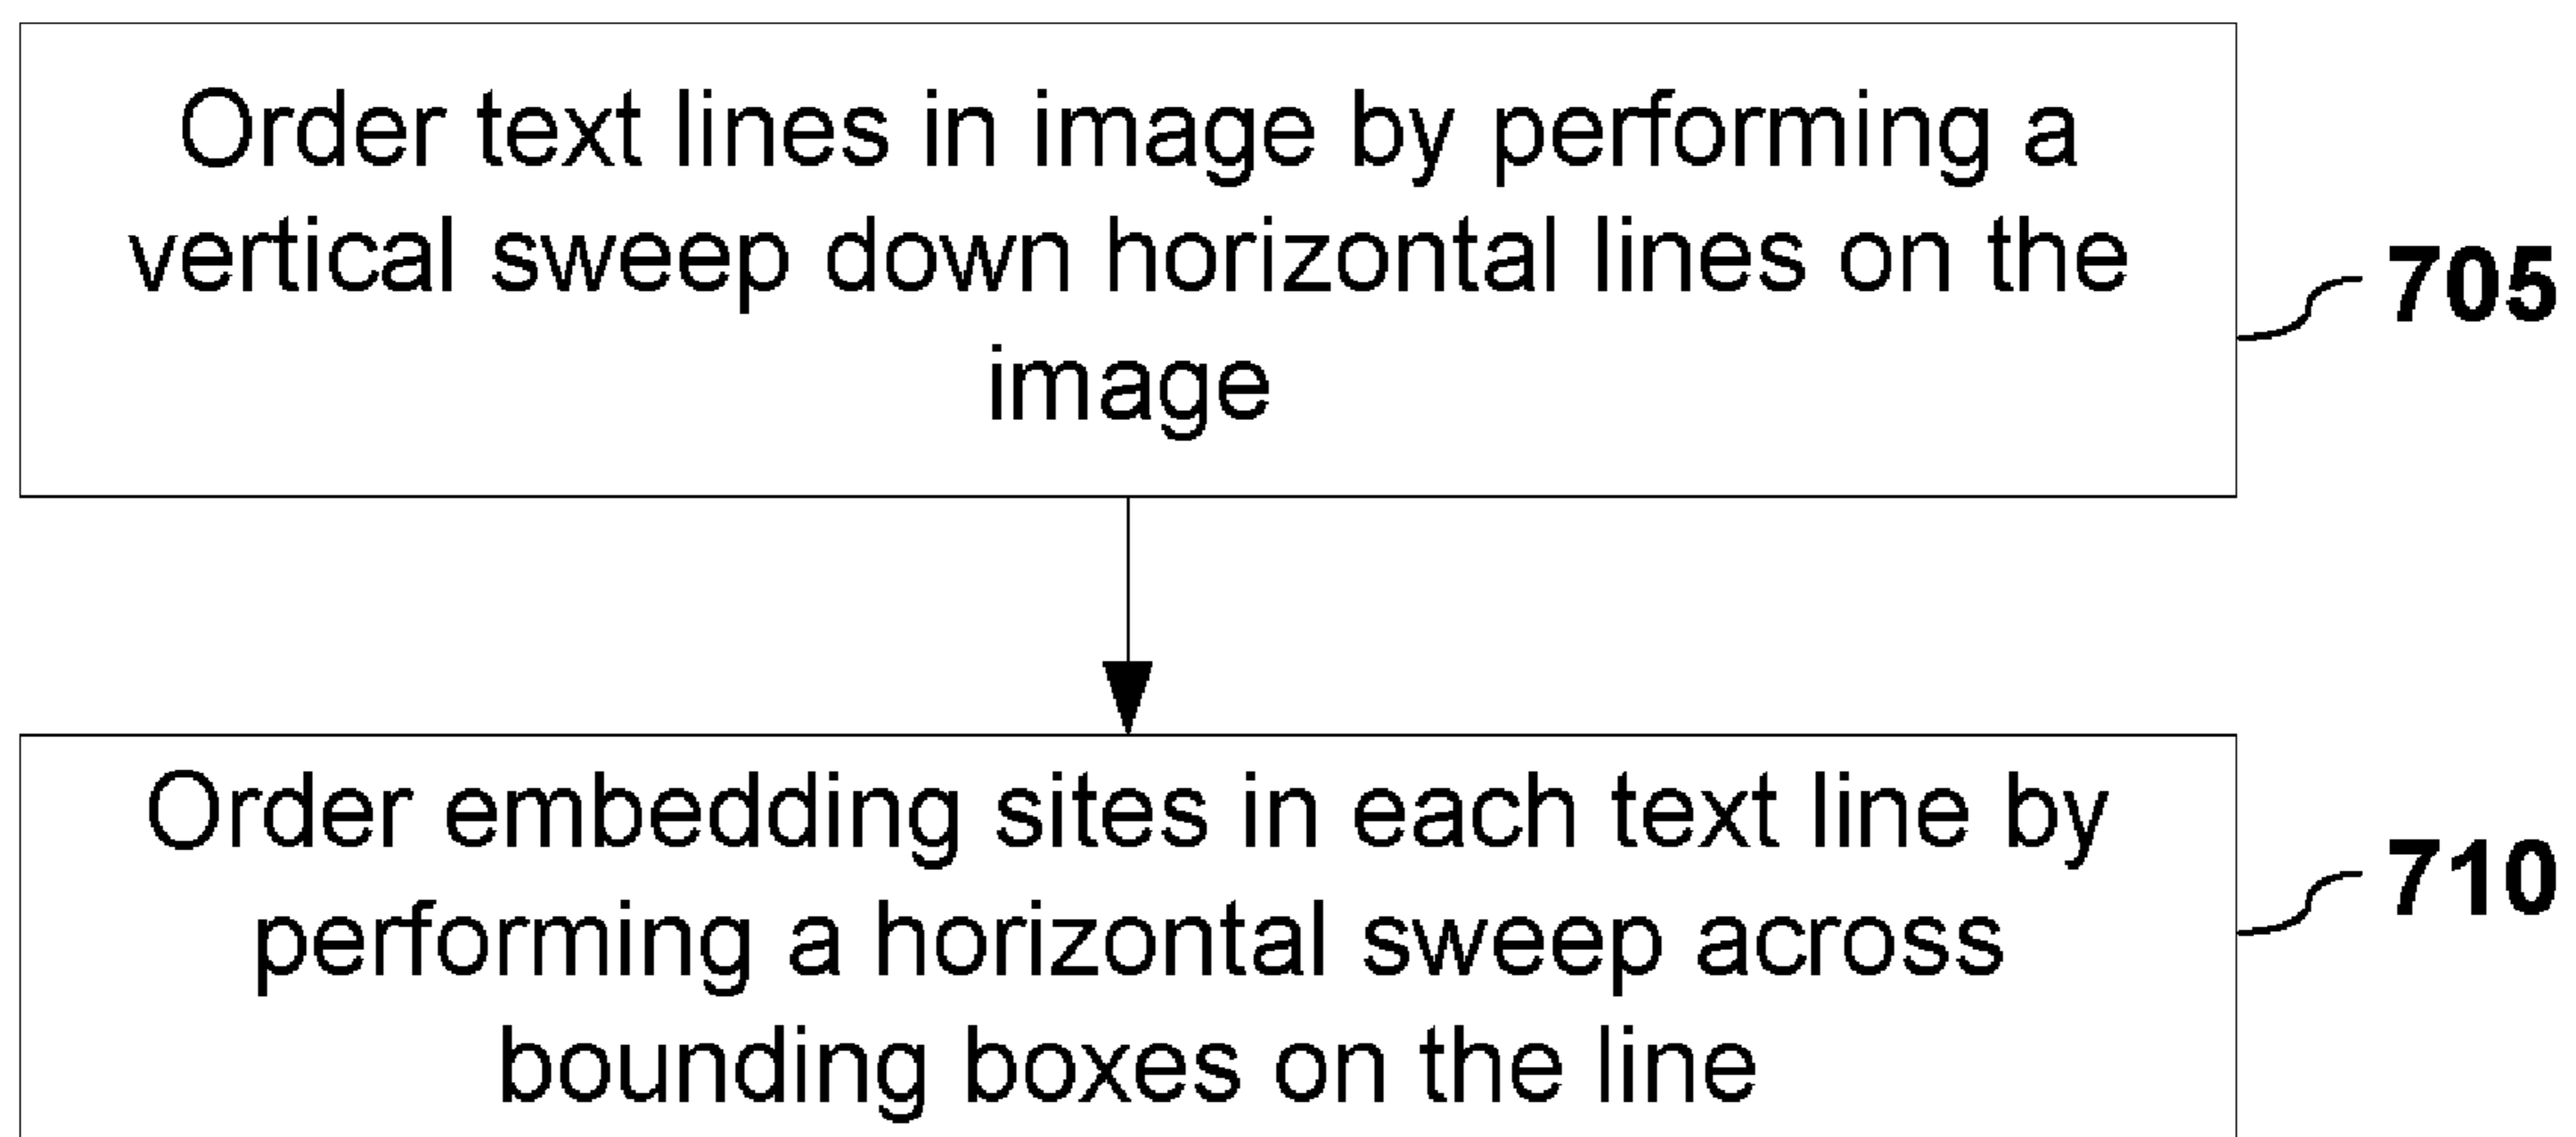 Order text lines in image by performing a
vertical sweep down horizontal lines on the
image
705
Order embedding sites in each text line by
performing a horizontal sweep across
bounding boxes on the line
710